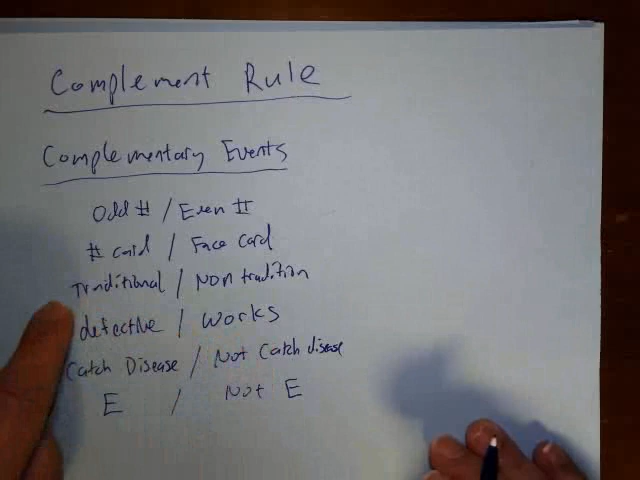 Complement Rule
Complementary Events
Odd # / Even #
# card / Face Card
Traditional / Non tradition
defective / works
Catch Disease / Not Catch disease
E / Not E